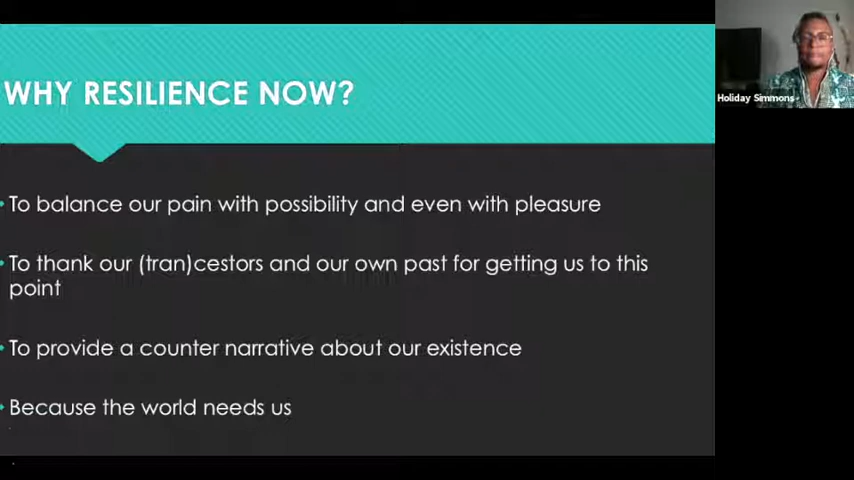 WHY RESILIENCE NOW?
Holiday Simmons
• To balance our pain with possibility and even with pleasure
• To thank our (tran)cestors and our own past for getting us to this
point
• To provide a counter narrative about our existence
• Because the world needs us